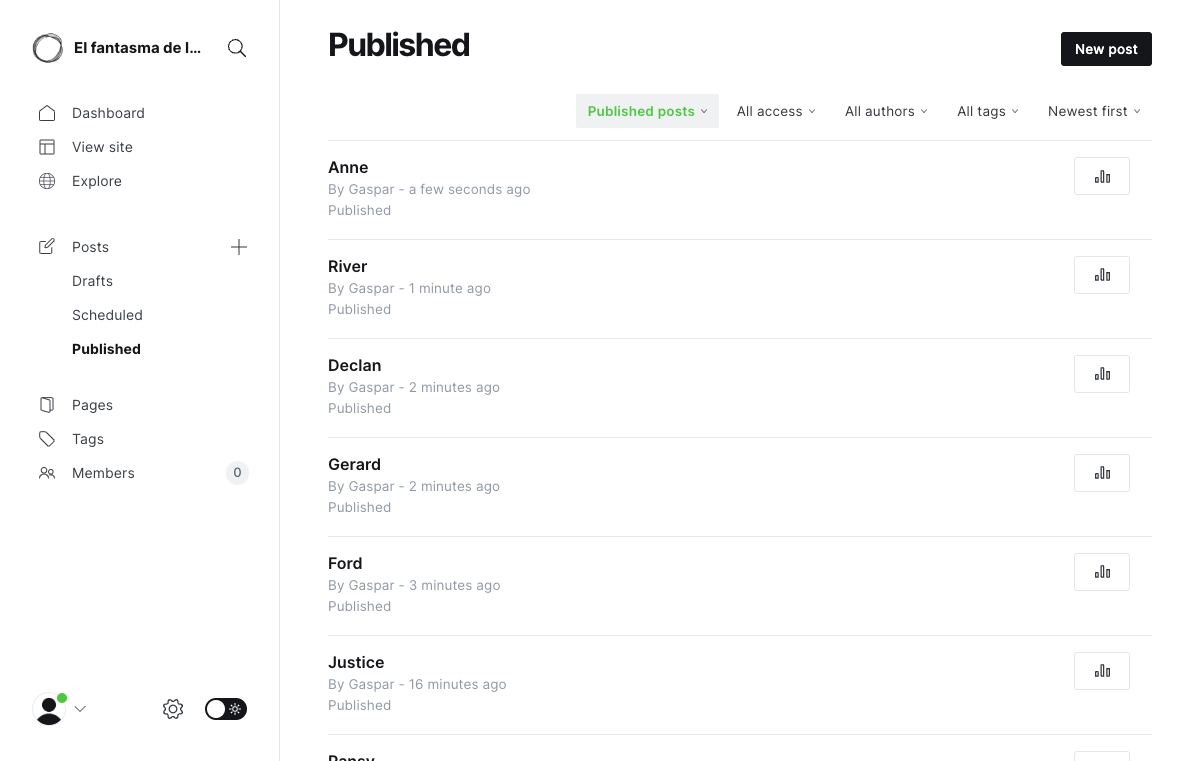 El fantasma de l...
Dashboard
View site
Explore
Posts
Drafts
Scheduled
Published
Pages
Tags
Members
0
Published
New post
Published posts
All access
All authors
All tags
Newest first
Anne
By Gaspar - a few seconds ago
Published
River
By Gaspar - 1 minute ago
Published
Declan
By Gaspar - 2 minutes ago
Published
Gerard
By Gaspar - 2 minutes ago
Published
Ford
By Gaspar - 3 minutes ago
Published
Justice
By Gaspar - 16 minutes ago
Published
Pansy